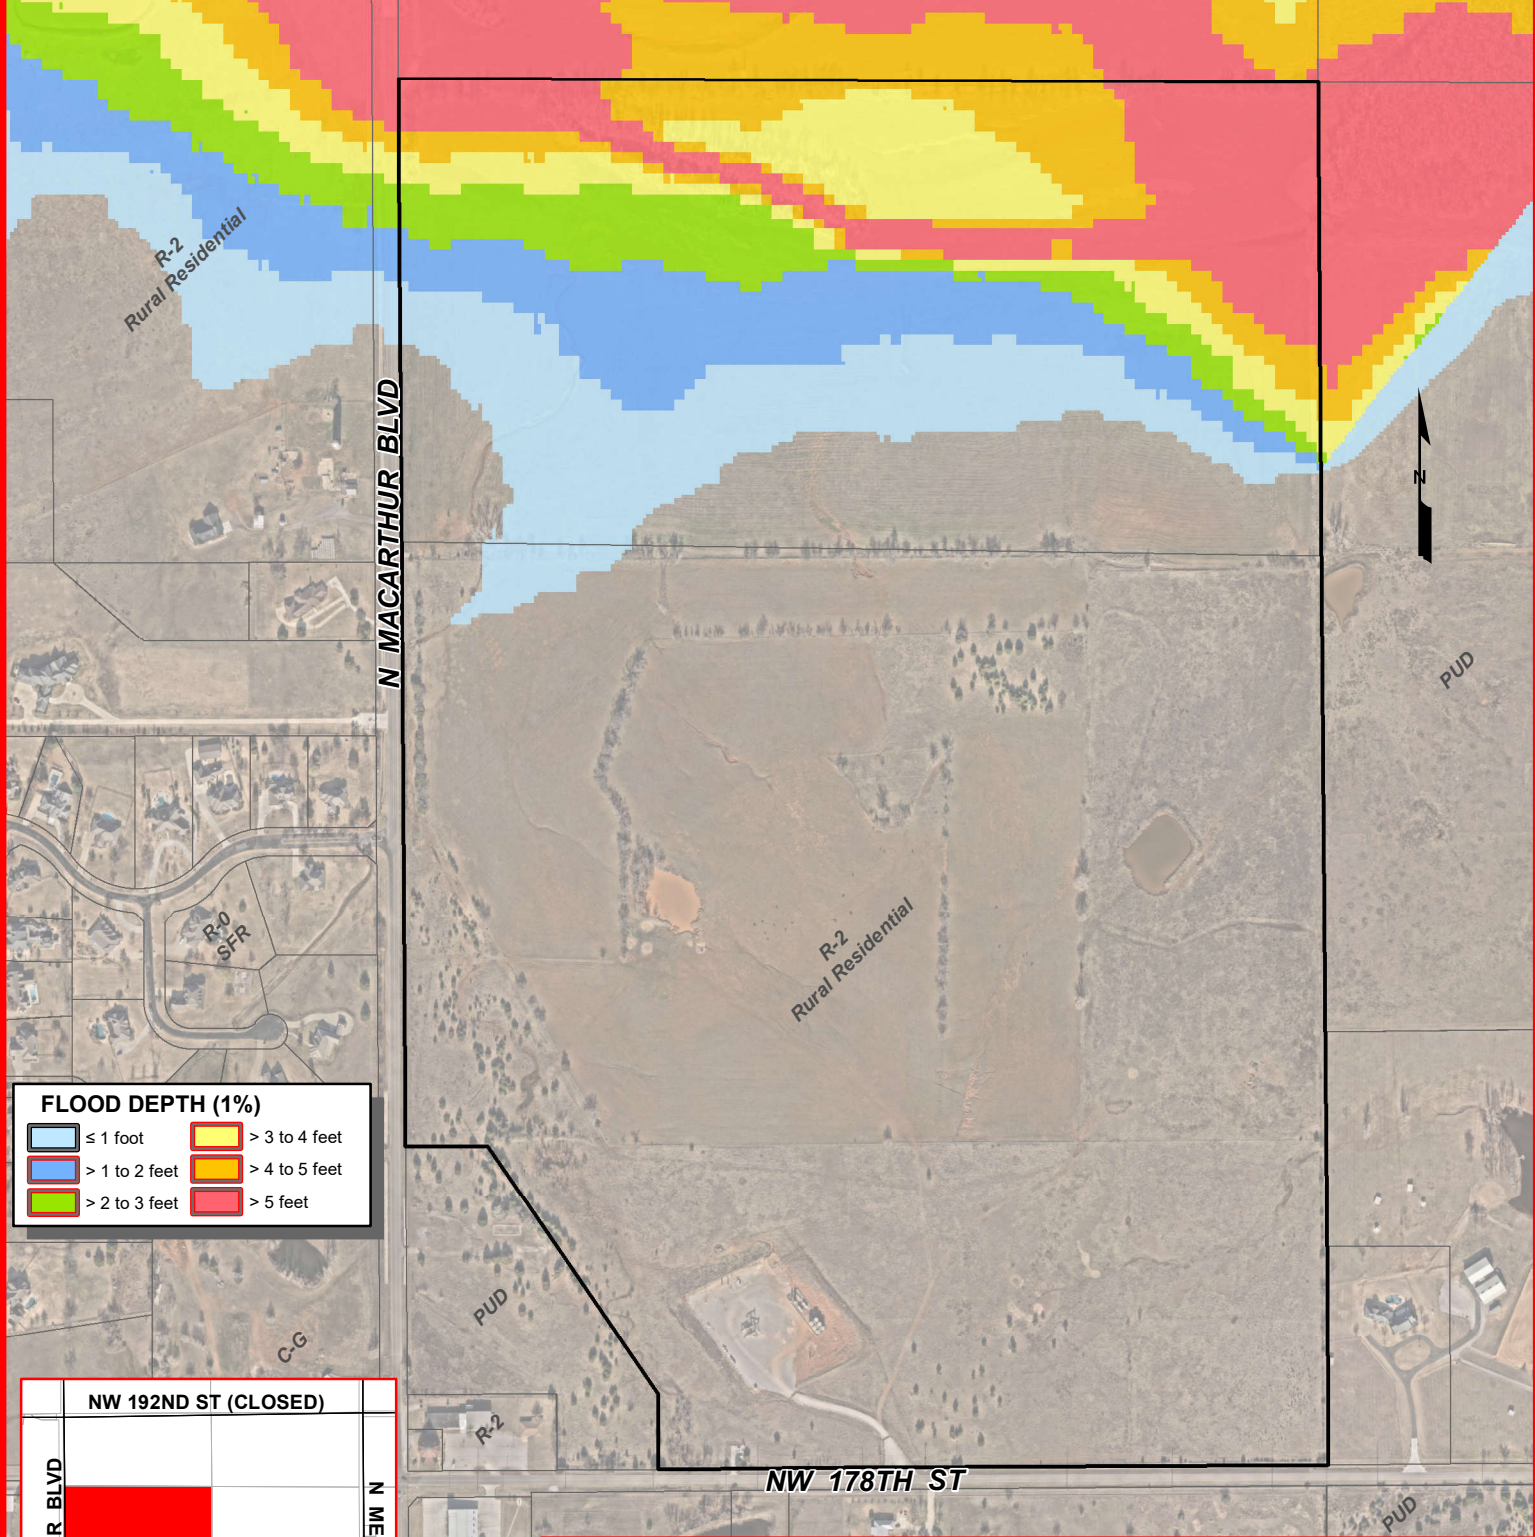 R-2
Rural Residential
N MACARTHUR BLVD
N
PUD
R-0
SFR
R-2
Rural Residential
FLOOD DEPTH (1%)
≤ 1 foot
> 1 to 2 feet
> 2 to 3 feet
> 3 to 4 feet
> 4 to 5 feet
> 5 feet
PUD
C-G
R-2
NW 178TH ST
PUD
NW 192ND ST (CLOSED)
R BLVD
N ME